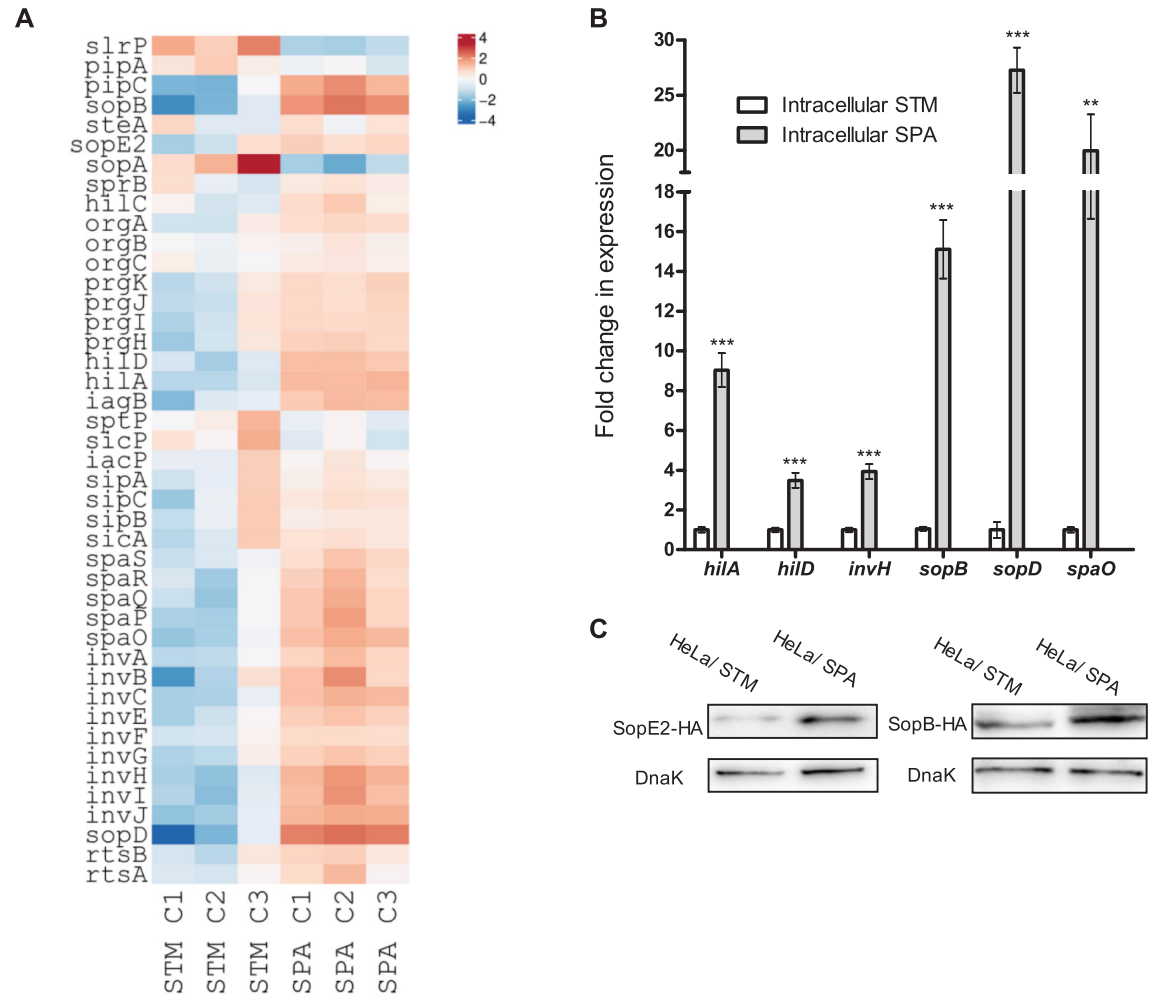 A
slrP
pipA
pipC
sopB
steA
sopE2
sopA
sprB
hilC
orgA
orgB
orgC
prgK
prgJ
prgI
prgH
hilD
hilA
iagB
sptP
sicP
iacP
sipA
sipC
sipB
sicA
spaS
spaR
spaQ
spaP
spaO
invA
invB
invC
invE
invF
invG
invH
invI
invJ
sopD
rtsB
rtsA
STM C1
STM C2
STM C3
SPA C1
SPA C2
SPA C3
4
2
0
−2
−4
B
Fold change in expression
30
25
20
18
16
14
12
10
8
6
4
2
0
Intracellular STM
Intracellular SPA
***
***
***
***
***
**
hilA
hilD
invH
sopB
sopD
spaO
C
HeLa/ STM
HeLa/ SPA
SopE2-HA
DnaK
HeLa/ STM
HeLa/ SPA
SopB-HA
DnaK